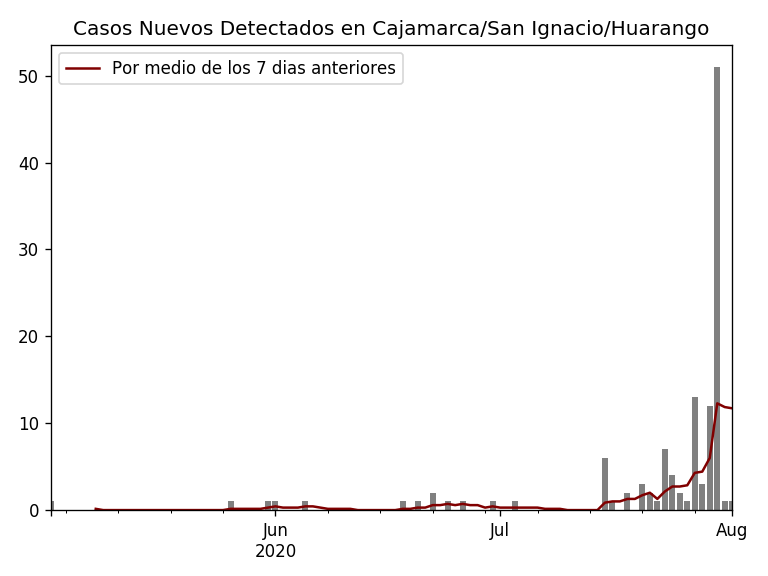 Casos Nuevos Detectados en Cajamarca/San Ignacio/Huarango
Por medio de los 7 dias anteriores
50
40
30
20
10
0
Jun Jul Aug
2020